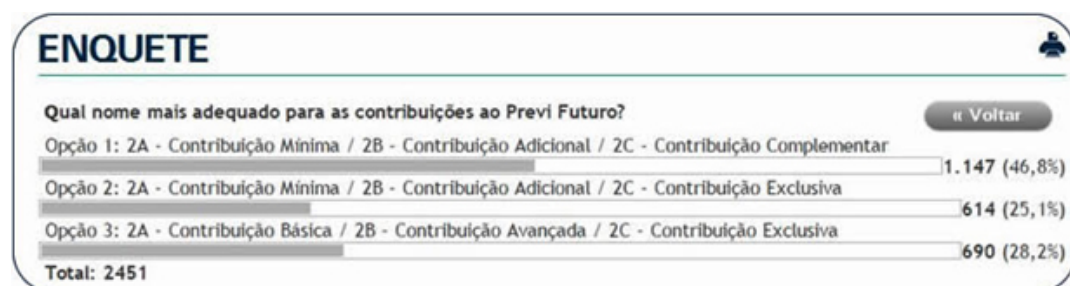 ENQUETE
Qual nome mais adequado para as contribuições ao Previ Futuro?
« Voltar
Opção 1: 2A - Contribuição Mínima / 2B - Contribuição Adicional / 2C - Contribuição Complementar
1.147 (46,8%)
Opção 2: 2A - Contribuição Mínima / 2B - Contribuição Adicional / 2C - Contribuição Exclusiva
614 (25,1%)
Opção 3: 2A - Contribuição Básica / 2B - Contribuição Avançada / 2C - Contribuição Exclusiva
690 (28,2%)
Total: 2451